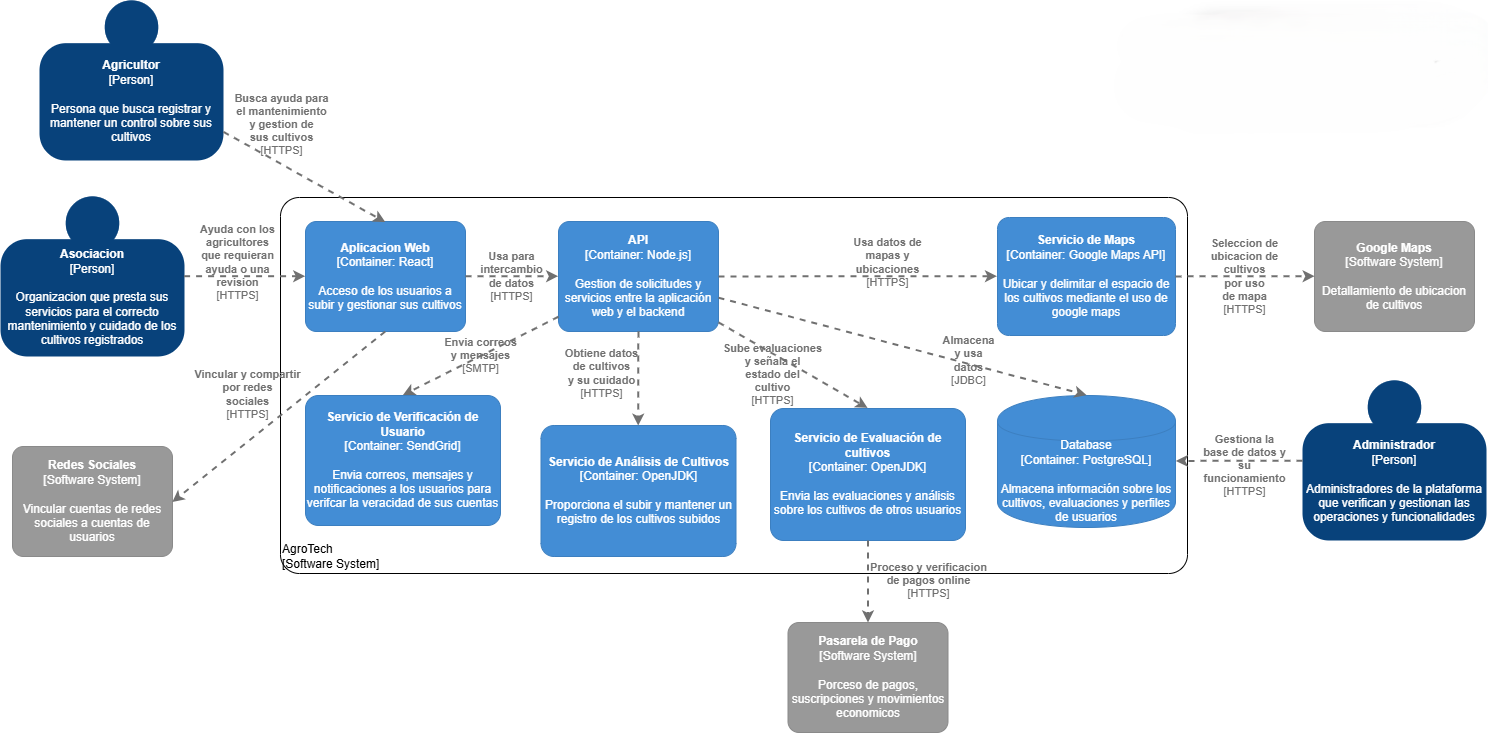 Agricultor
[Person]
Persona que busca registrar y
mantener un control sobre sus
cultivos
Busca ayuda para
el mantenimiento
y gestion de
sus cultivos
[HTTPS]
Asociacion
[Person]
Organizacion que presta sus
servicios para el correcto
mantenimiento y cuidado de los
cultivos registrados
Ayuda con los
agricultores
que requieran
ayuda o una
revision
[HTTPS]
Aplicacion Web
[Container: React]
Acceso de los usuarios a
subir y gestionar sus cultivos
Usa para
intercambio
de datos
[HTTPS]
API
[Container: Node.js]
Gestion de solicitudes y
servicios entre la aplicación
web y el backend
Usa datos de
mapas y
ubicaciones
[HTTPS]
Servicio de Maps
[Container: Google Maps API]
Ubicar y delimitar el espacio de
los cultivos mediante el uso de
google maps
Seleccion de
ubicacion de
cultivos
por uso
de mapa
[HTTPS]
Google Maps
[Software System]
Detallamiento de ubicacion
de cultivos
Vincular y compartir
por redes
sociales
[HTTPS]
Envia correos
y mensajes
[SMTP]
Obtiene datos
de cultivos
y su cuidado
[HTTPS]
Sube evaluaciones
y señala el
estado del
cultivo
[HTTPS]
Almacena
y usa
datos
[JDBC]
Redes Sociales
[Software System]
Vincular cuentas de redes
sociales a cuentas de
usuarios
Servicio de Verificación de
Usuario
[Container: SendGrid]
Envia correos, mensajes y
notificaciones a los usuarios para
verifcar la veracidad de sus cuentas
Servicio de Análisis de Cultivos
[Container: OpenJDK]
Proporciona el subir y mantener un
registro de los cultivos subidos
Servicio de Evaluación de
cultivos
[Container: OpenJDK]
Envia las evaluaciones y análisis
sobre los cultivos de otros usuarios
Database
[Container: PostgreSQL]
Almacena información sobre los
cultivos, evaluaciones y perfiles
de usuarios
Gestiona la
base de datos y
su
funcionamiento
[HTTPS]
Administrador
[Person]
Administradores de la plataforma
que verifican y gestionan las
operaciones y funcionalidades
AgroTech
[Software System]
Proceso y verificacion
de pagos online
[HTTPS]
Pasarela de Pago
[Software System]
Porceso de pagos,
suscripciones y movimientos
economicos